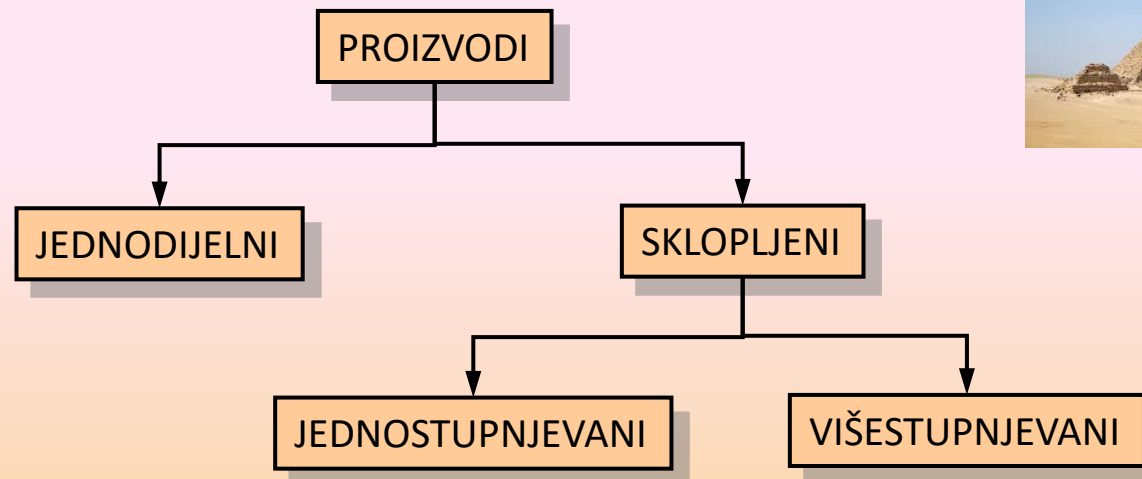 PROIZVODI
JEDNODIJELNI
SKLOPLJENI
JEDNOSTUPNJEVANI
VIŠESTUPNJEVANI